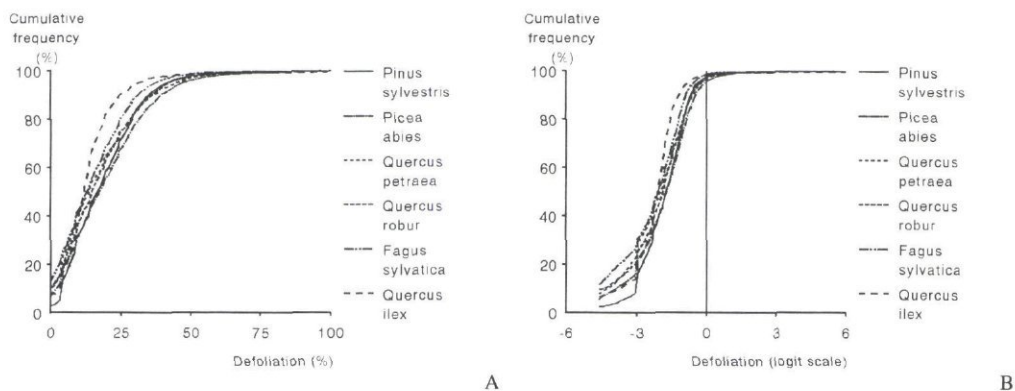 Cumulative
frequency
(%)
100
80
60
40
20
0
0 25 50 75 100
Defoliation (%)
Pinus
sylvestris
Picea
abies
Quercus
petraea
Quercus
robur
Fagus
sylvatica
Quercus
ilex
A
Cumulative
frequency
(%)
100
80
60
40
20
0
-6 -3 0 3 6
Defoliation (logit scale)
Pinus
sylvestris
Picea
abies
Quercus
petraea
Quercus
robur
Fagus
sylvatica
Quercus
ilex
B